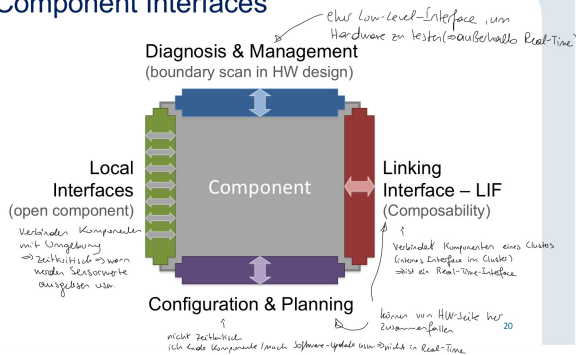 Component Interfaces
eher Low-Level-Interface, um
Hardware zu testen (⇒ außerhalb Real-Time)
Diagnosis & Management
(boundary scan in HW design)
Local
Interfaces
(open component)
Verbinden Komponenten
mit Umgebung
⇒ Zeitkritisch ⇒ wann
werden Sensorwerte
ausgelesen usw.
Component
Linking
Interface – LIF
(Composability)
Verbindet Komponenten eines Clusters
(internes Interface im Cluster)
⇒ ist ein Real-Time-Interface
Configuration & Planning
können von HW-Seite her
zusammenfallen
20
nicht zeitkritisch
ich lade Komponente / mach Software-Update usw. ⇒ nicht in Real-Time